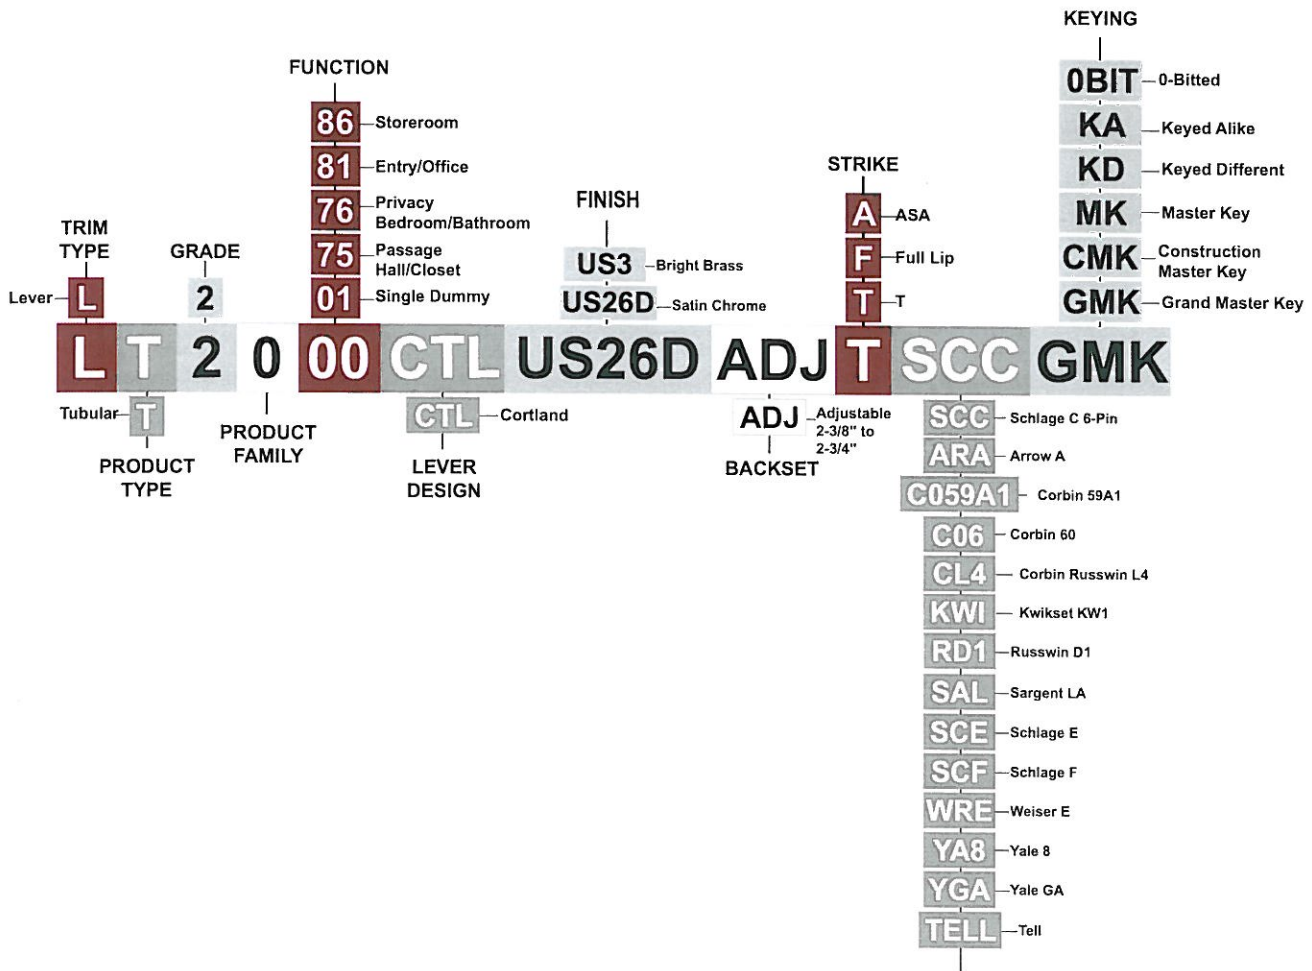 KEYING
0BIT 0-Bitted
KA Keyed Alike
KD Keyed Different
MK Master Key
CMK Construction
Master Key
GMK Grand Master Key
FUNCTION
86 Storeroom
81 Entry/Office
76 Privacy
Bedroom/Bathroom
75 Passage
Hall/Closet
01 Single Dummy
STRIKE
A ASA
F Full Lip
T T
FINISH
US3 Bright Brass
US26D Satin Chrome
TRIM
TYPE
Lever L
GRADE
2
L T 2 0 00 CTL US26D ADJ T SCC GMK
Tubular T
PRODUCT
TYPE
PRODUCT
FAMILY
CTL Cortland
LEVER
DESIGN
ADJ Adjustable
2-3/8" to
2-3/4"
BACKSET
SCC Schlage C 6-Pin
ARA Arrow A
C059A1 Corbin 59A1
C06 Corbin 60
CL4 Corbin Russwin L4
KWI Kwikset KW1
RD1 Russwin D1
SAL Sargent LA
SCE Schlage E
SCF Schlage F
WRE Weiser E
YA8 Yale 8
YGA Yale GA
TELL Tell